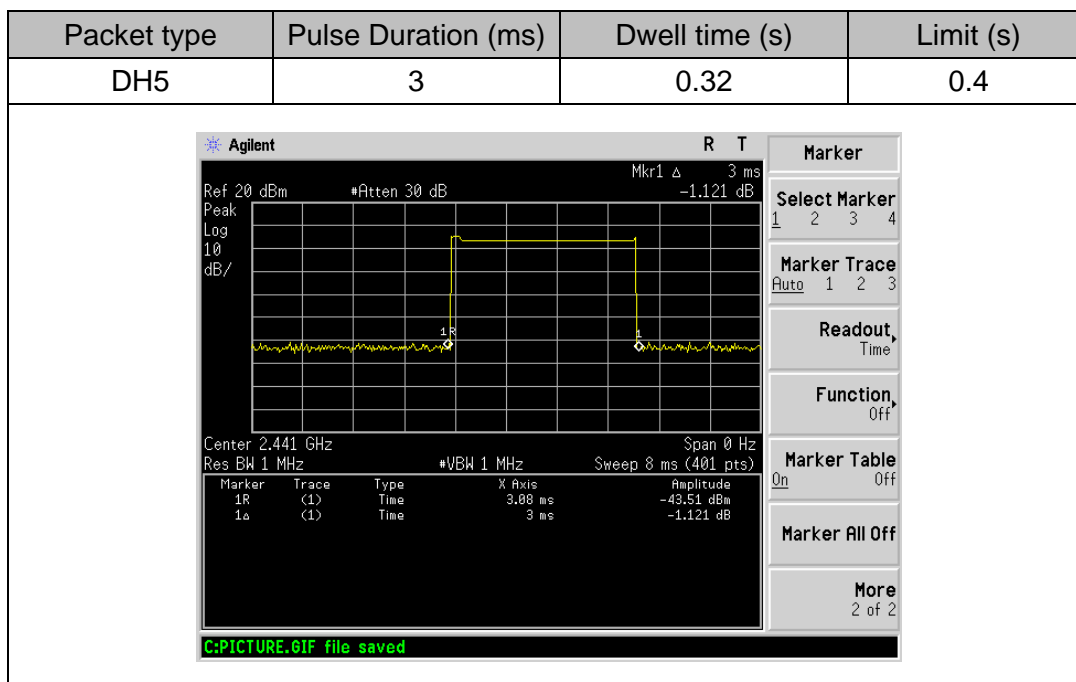 Packet type Pulse Duration (ms) Dwell time (s) Limit (s)
DH5 3 0.32 0.4
Agilent R T
Mkr1 Δ 3 ms
Ref 20 dBm #Atten 30 dB -1.121 dB
Peak
Log
10
dB/
1R
1
Center 2.441 GHz Span 0 Hz
Res BW 1 MHz #VBW 1 MHz Sweep 8 ms (401 pts)
Marker Trace Type X Axis Amplitude
1R (1) Time 3.08 ms -43.51 dBm
1Δ (1) Time 3 ms -1.121 dB
C:PICTURE.GIF file saved
Marker
Select Marker
1 2 3 4
Marker Trace
Auto 1 2 3
Readout
Time
Function
Off
Marker Table
On Off
Marker All Off
More
2 of 2